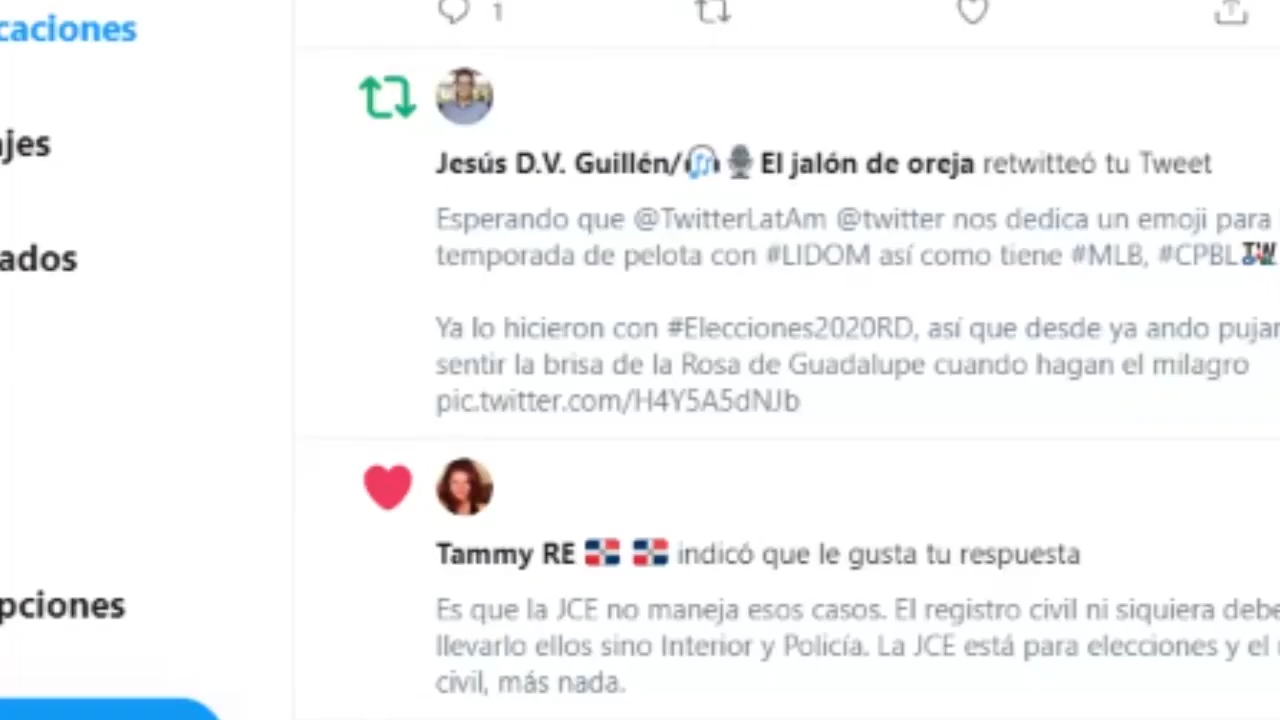 caciones
ajes
ados
pciones
1
Jesús D.V. Guillén/🎧🎙El jalón de oreja retwitteó tu Tweet
Esperando que @TwitterLatAm @twitter nos dedica un emoji para
temporada de pelota con #LIDOM así como tiene #MLB, #CPBL
Ya lo hicieron con #Elecciones2020RD, así que desde ya ando pujan
sentir la brisa de la Rosa de Guadalupe cuando hagan el milagro
pic.twitter.com/H4Y5A5dNJb
Tammy RE 🇩🇴 🇩🇴 indicó que le gusta tu respuesta
Es que la JCE no maneja esos casos. El registro civil ni siquiera debe
llevarlo ellos sino Interior y Policía. La JCE está para elecciones y el
civil, más nada.